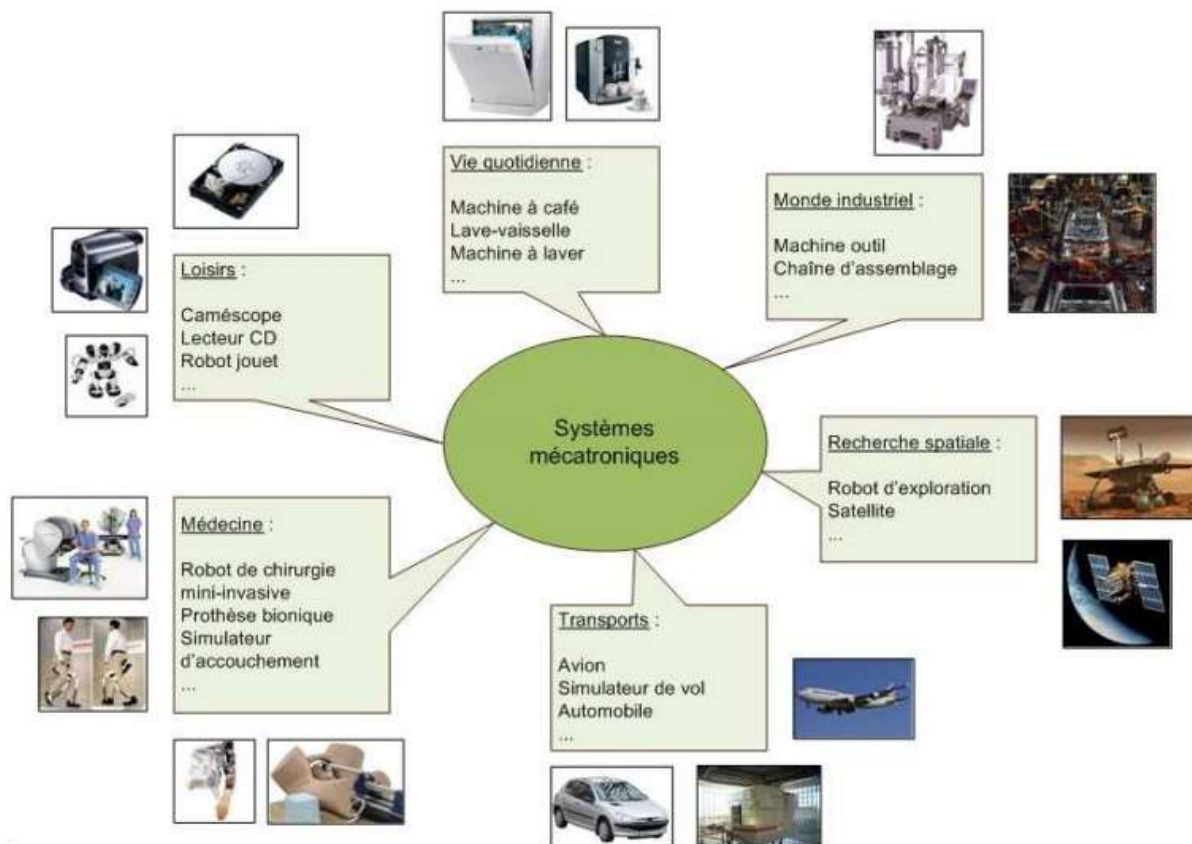 Vie quotidienne :
Machine à café
Lave-vaisselle
Machine à laver
...
Monde industriel :
Machine outil
Chaîne d'assemblage
...
Loisirs :
Caméscope
Lecteur CD
Robot jouet
...
Systèmes
mécatroniques
Recherche spatiale :
Robot d'exploration
Satellite
...
Médecine :
Robot de chirurgie
mini-invasive
Prothèse bionique
Simulateur
d'accouchement
...
Transports :
Avion
Simulateur de vol
Automobile
...